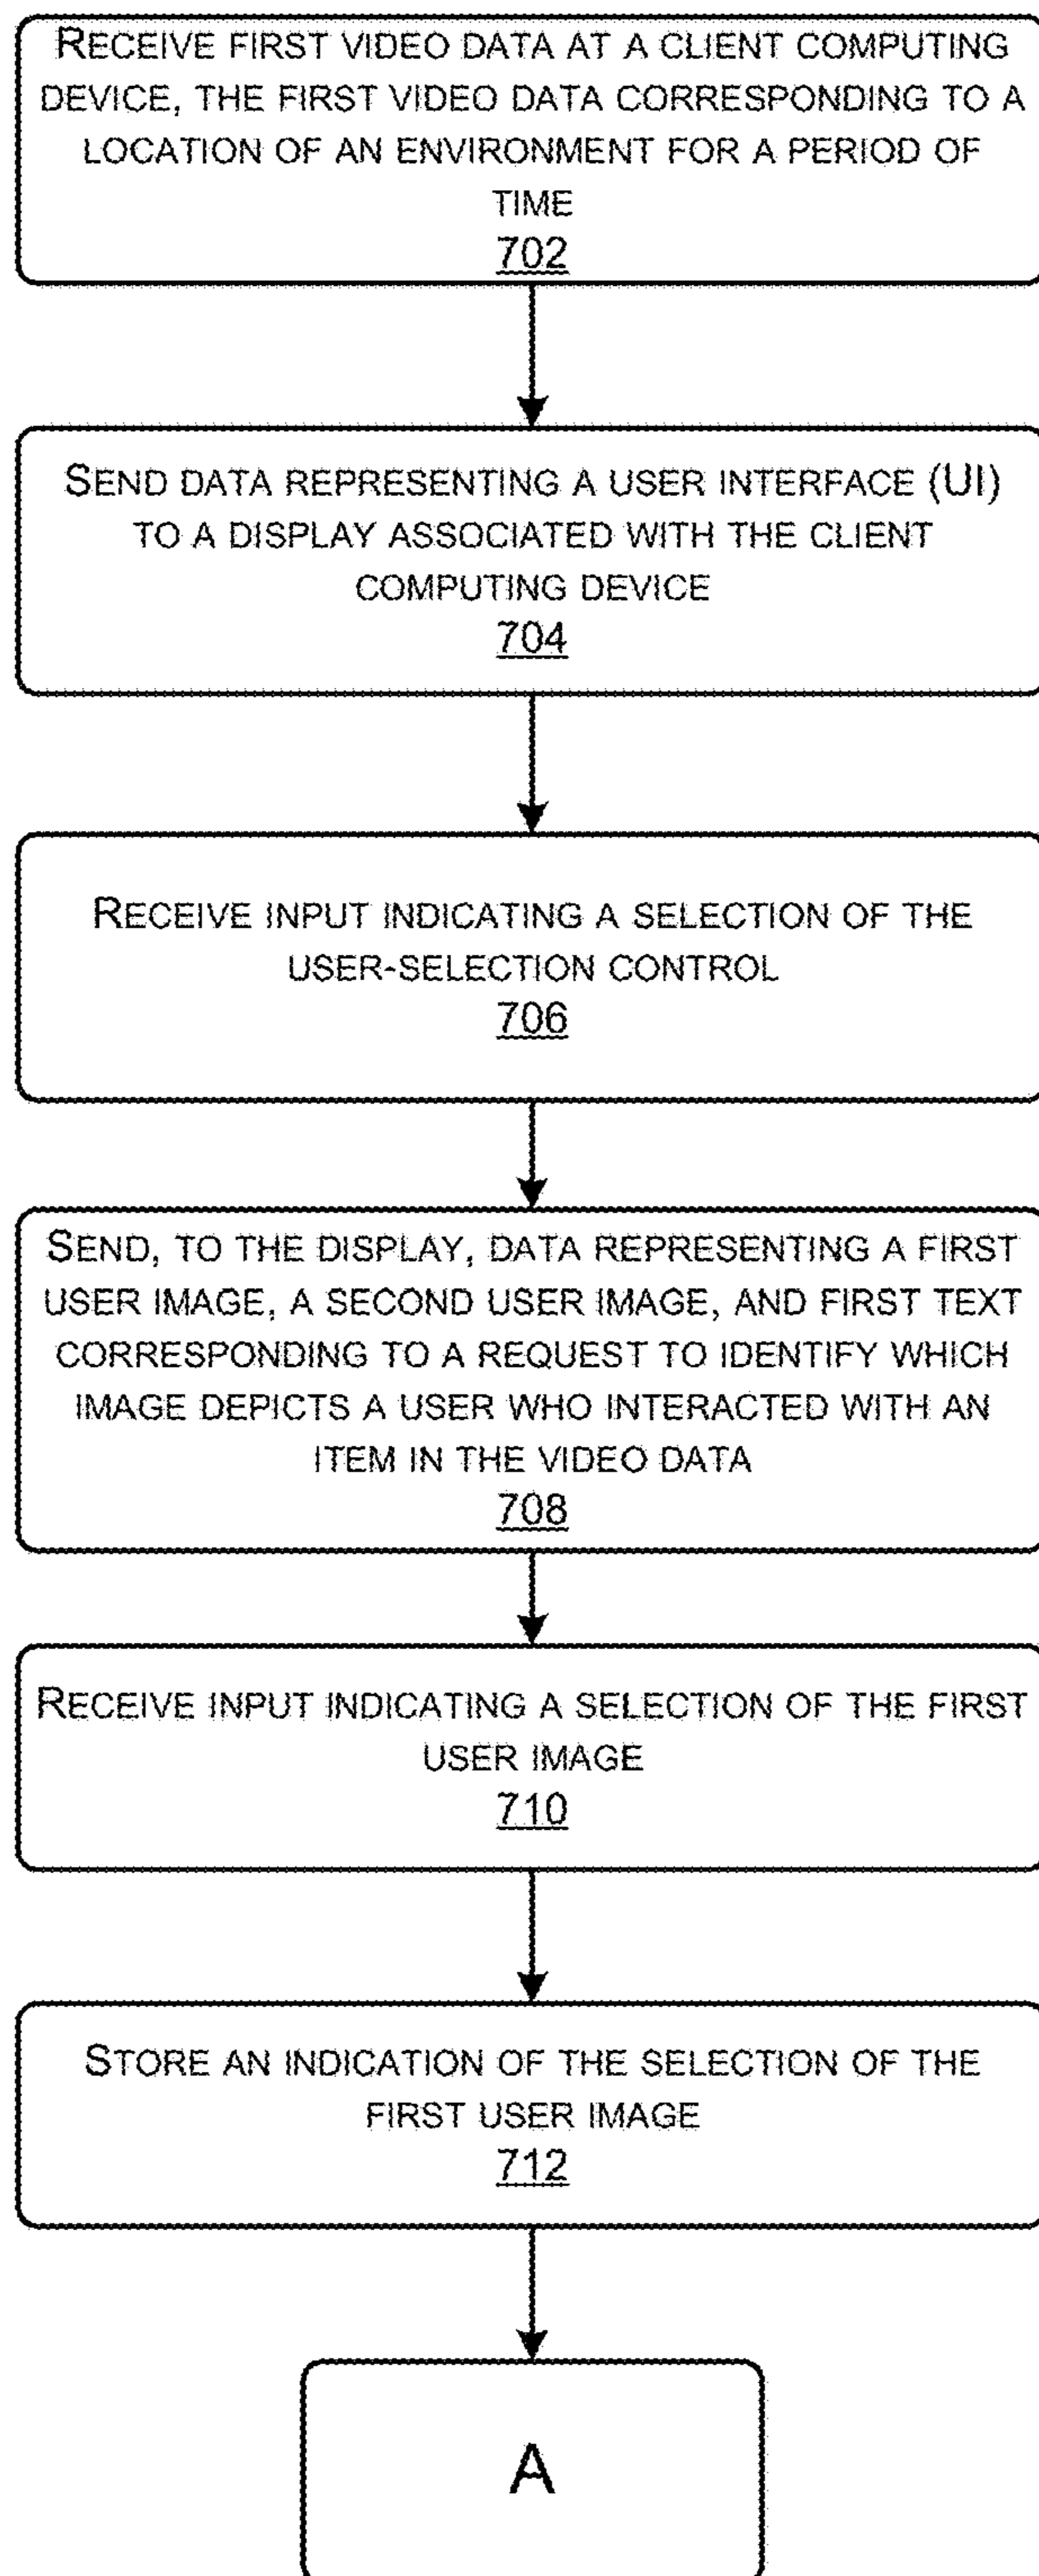 RECEIVE FIRST VIDEO DATA AT A CLIENT COMPUTING
DEVICE, THE FIRST VIDEO DATA CORRESPONDING TO A
LOCATION OF AN ENVIRONMENT FOR A PERIOD OF
TIME
702
SEND DATA REPRESENTING A USER INTERFACE (UI)
TO A DISPLAY ASSOCIATED WITH THE CLIENT
COMPUTING DEVICE
704
RECEIVE INPUT INDICATING A SELECTION OF THE
USER-SELECTION CONTROL
706
SEND, TO THE DISPLAY, DATA REPRESENTING A FIRST
USER IMAGE, A SECOND USER IMAGE, AND FIRST TEXT
CORRESPONDING TO A REQUEST TO IDENTIFY WHICH
IMAGE DEPICTS A USER WHO INTERACTED WITH AN
ITEM IN THE VIDEO DATA
708
RECEIVE INPUT INDICATING A SELECTION OF THE FIRST
USER IMAGE
710
STORE AN INDICATION OF THE SELECTION OF THE
FIRST USER IMAGE
712
A